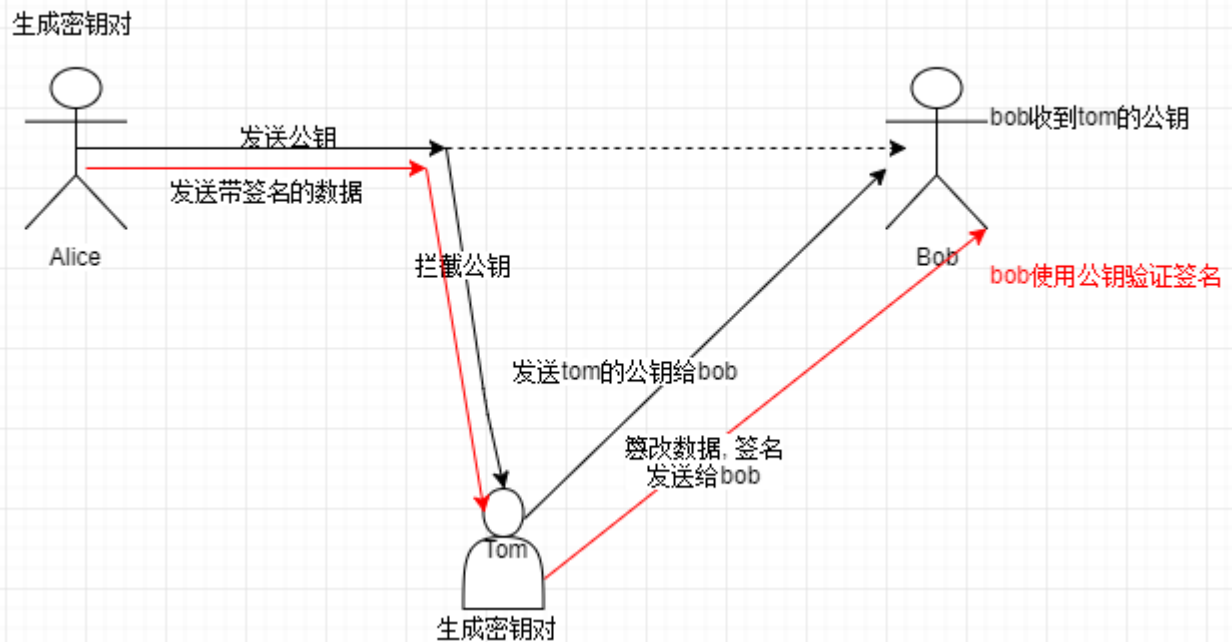 生成密钥对
bob收到tom的公钥
发送公钥
发送带签名的数据
Alice
Bob
拦截公钥
bob使用公钥验证签名
发送tom的公钥给bob
篡改数据, 签名
发送给bob
Tom
生成密钥对